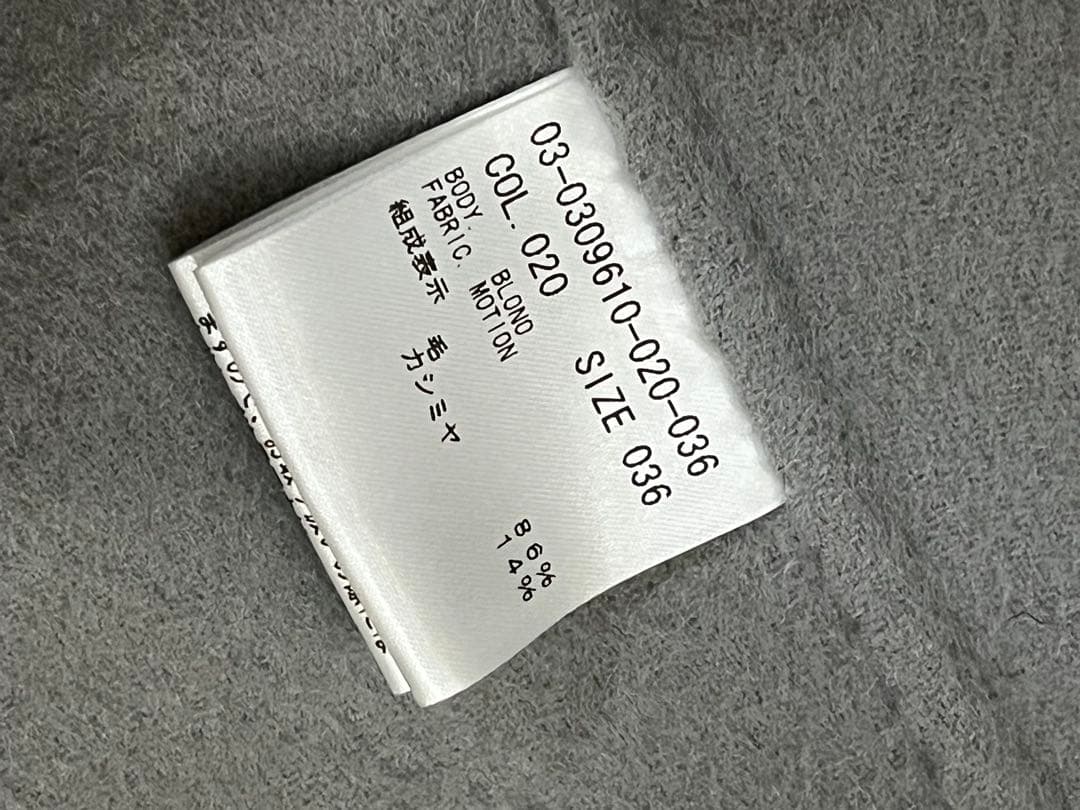 03-0309610-020-036
COL. 020 SIZE 036
BODY. BLOND
FABRIC. MOTION
組成表示 毛 86%
カシミヤ 14%